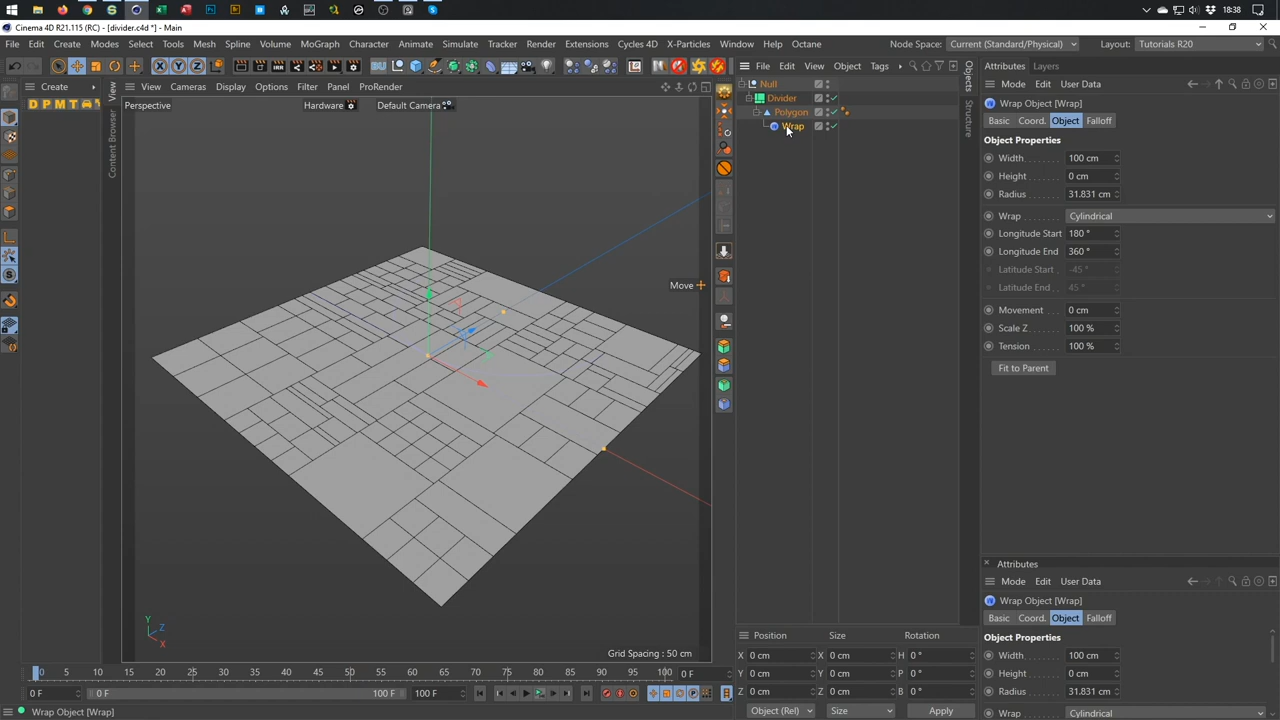 18:38
Cinema 4D R21.115 (RC) - [divider.c4d *] - Main
File Edit Create Modes Select Tools Mesh Spline Volume MoGraph Character Animate Simulate Tracker Render Extensions Cycles 4D X-Particles Window Help Octane Node Space: Current (Standard/Physical) Layout: Tutorials R20
Create View Cameras Display Options Filter Panel ProRender File Edit View Object Tags Attributes Layers
Mode Edit User Data
View
Content Browser
Objects
Structure
D P M T
Perspective Hardware Default Camera
Null
Divider
Polygon
Wrap
Wrap Object [Wrap]
Basic Coord. Object Falloff
Object Properties
Width 100 cm
Height 0 cm
Radius 31.831 cm
Wrap Cylindrical
Longitude Start 180 °
Longitude End 360 °
Latitude Start -45 °
Latitude End 45 °
Movement 0 cm
Scale Z 100 %
Tension 100 %
Fit to Parent
Move
Y
Z
X
Grid Spacing : 50 cm
Attributes
Mode Edit User Data
Wrap Object [Wrap]
Basic Coord. Object Falloff
Object Properties
Width 100 cm
Height 0 cm
Radius 31.831 cm
Wrap Cylindrical
Position Size Rotation
X 0 cm X 0 cm H 0 °
Y 0 cm Y 0 cm P 0 °
Z 0 cm Z 0 cm B 0 °
Object (Rel) Size Apply
0 5 10 15 20 25 30 35 40 45 50 55 60 65 70 75 80 85 90 95 100 0 F
0 F 0 F 100 F 100 F
Wrap Object [Wrap]